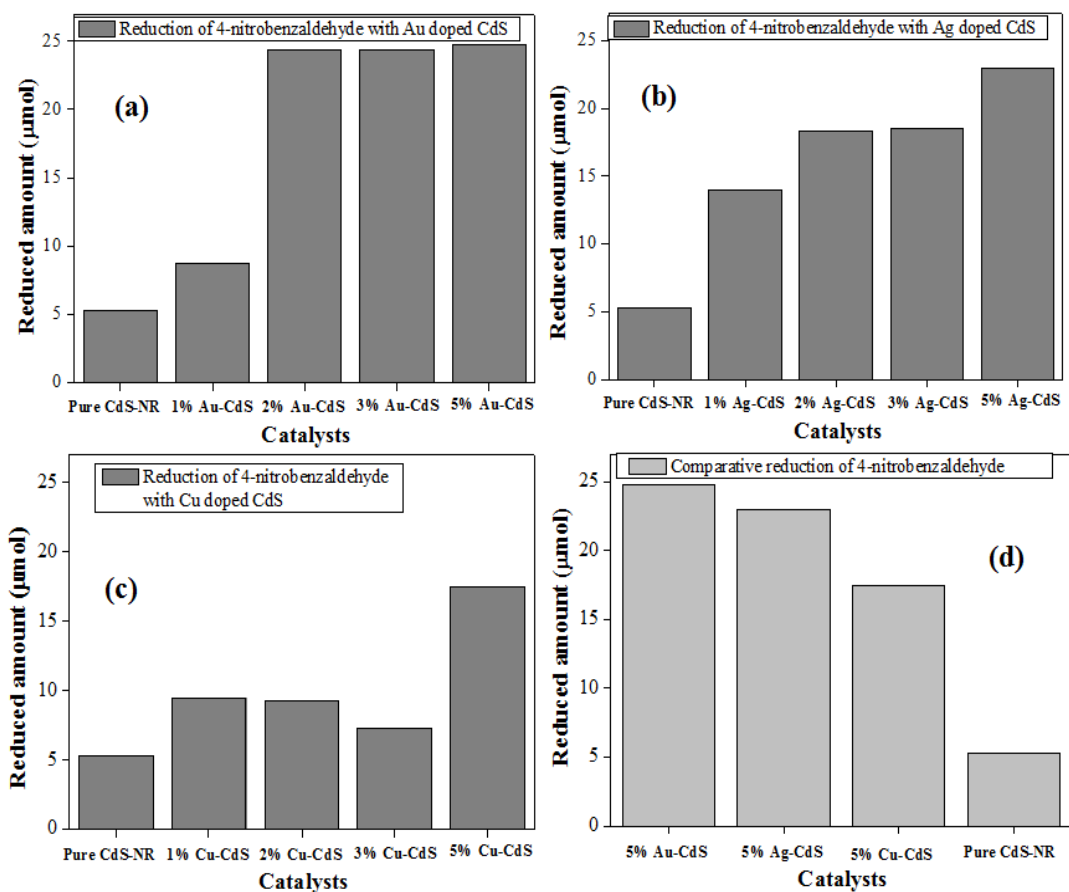 Reduction of 4-nitrobenzaldehyde with Au doped CdS
(a)
Reduced amount (µmol)
25
20
15
10
5
0
Pure CdS-NR 1% Au-CdS 2% Au-CdS 3% Au-CdS 5% Au-CdS
Catalysts
Reduction of 4-nitrobenzaldehyde with Ag doped CdS
(b)
Reduced amount (µmol)
25
20
15
10
5
0
Pure CdS-NR 1% Ag-CdS 2% Ag-CdS 3% Ag-CdS 5% Ag-CdS
Catalysts
Reduction of 4-nitrobenzaldehyde
with Cu doped CdS
(c)
Reduced amount (µmol)
25
20
15
10
5
0
Pure CdS-NR 1% Cu-CdS 2% Cu-CdS 3% Cu-CdS 5% Cu-CdS
Catalysts
Comparative reduction of 4-nitrobenzaldehyde
(d)
Reduced amount (µmol)
25
20
15
10
5
0
5% Au-CdS 5% Ag-CdS 5% Cu-CdS Pure CdS-NR
Catalysts